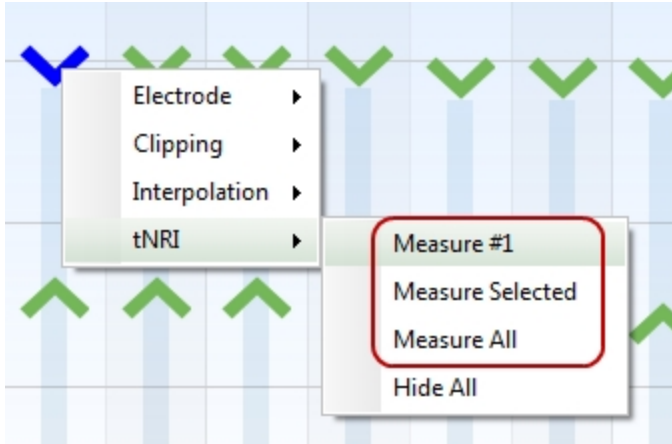 Electrode
Clipping
Interpolation
tNRI
Measure #1
Measure Selected
Measure All
Hide All